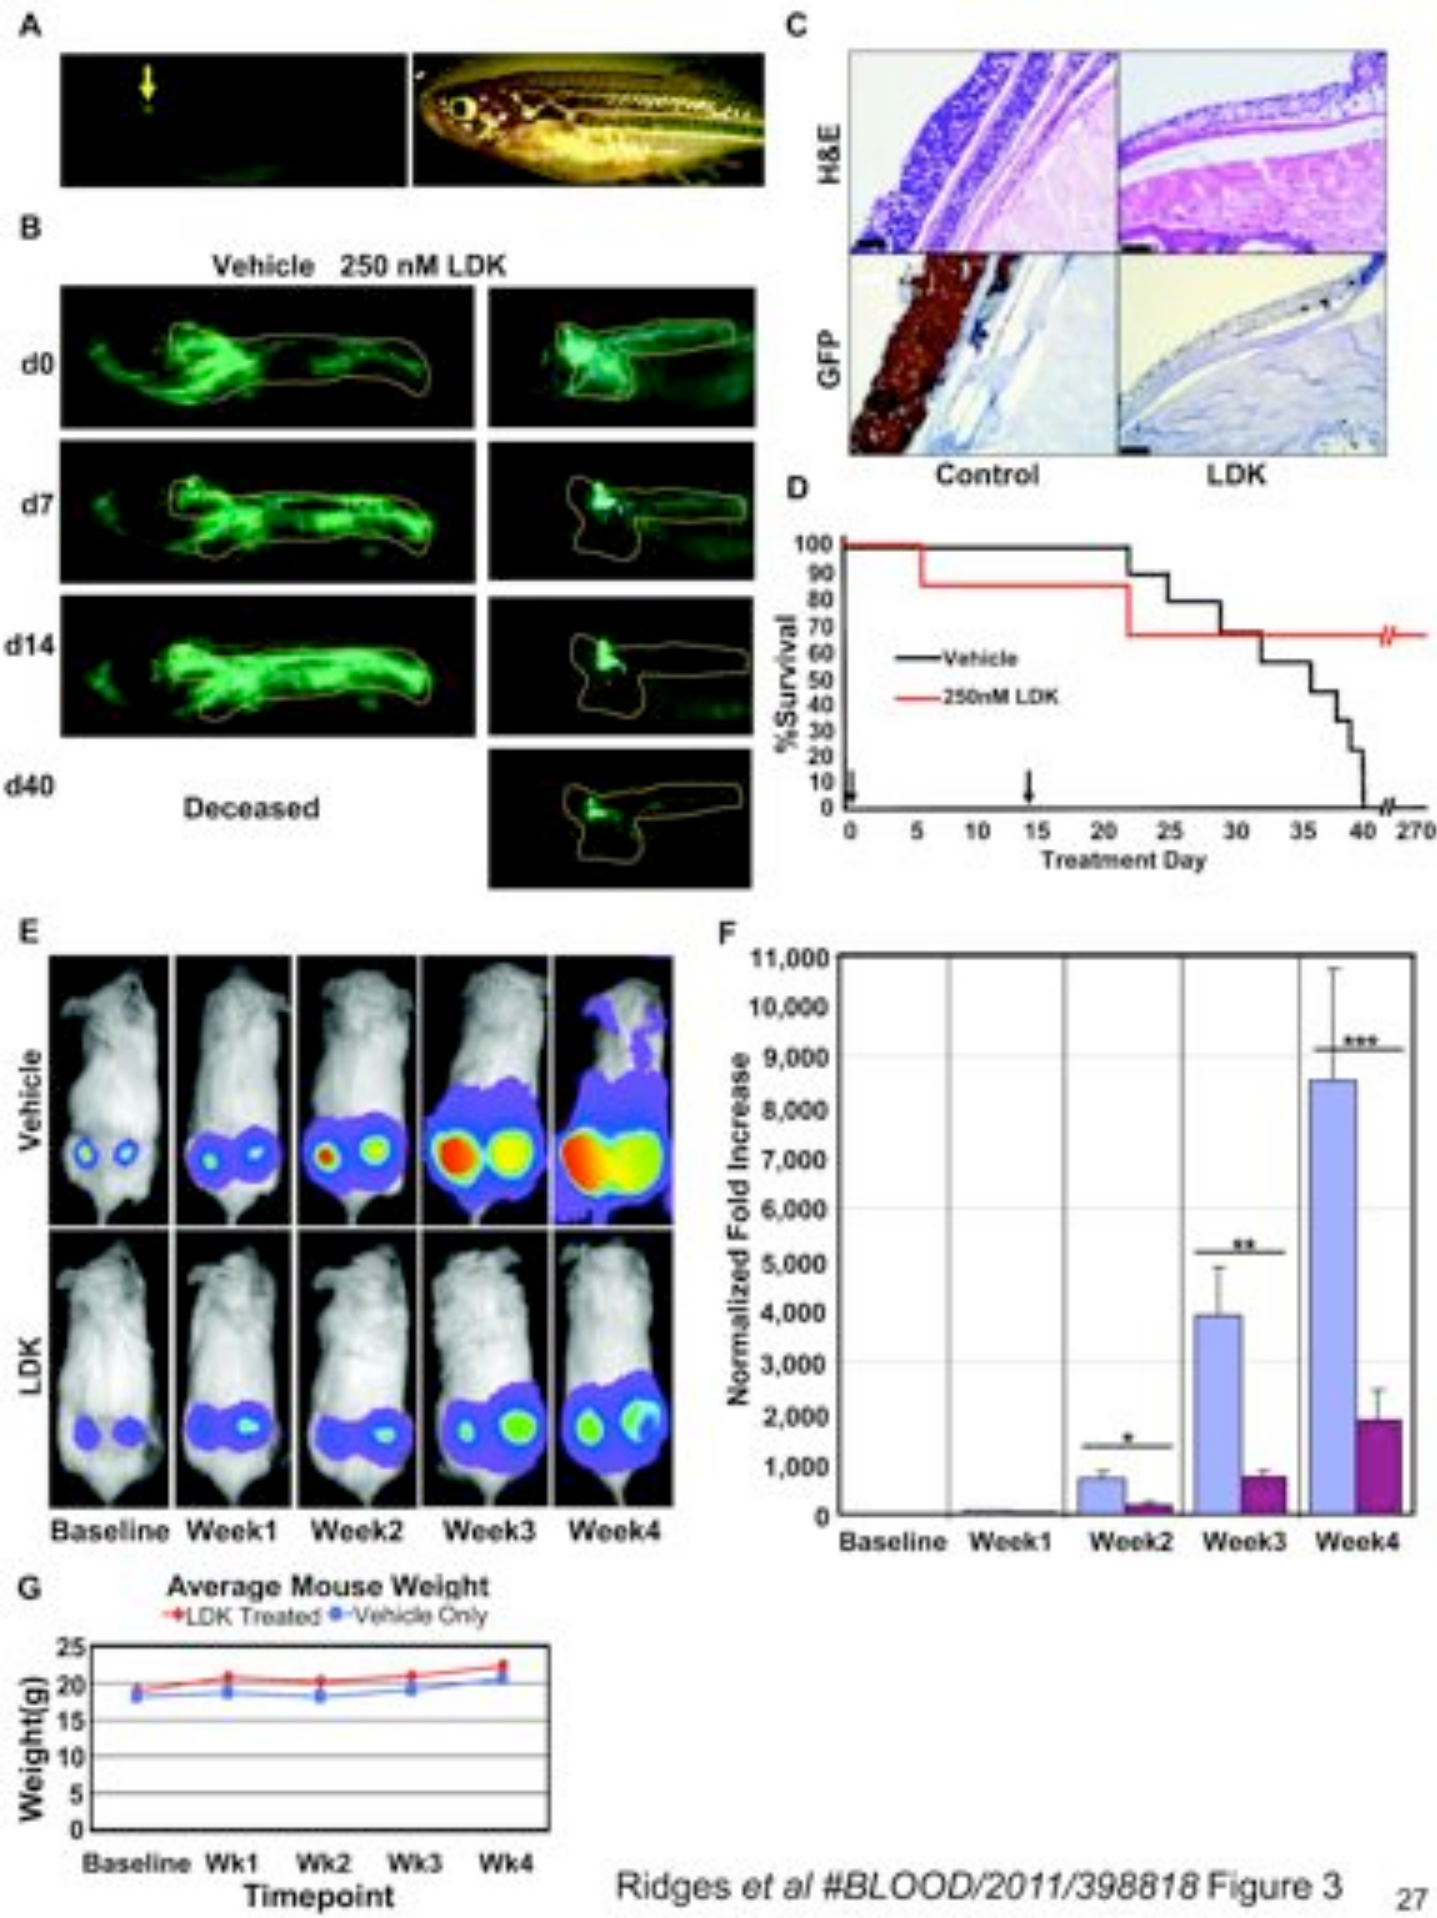 A
B
Vehicle 250 nM LDK
d0
d7
d14
d40
Deceased
C
H&E
GFP
Control LDK
D
%Survival
100
90
80
70
60
50
40
30
20
10
0
Vehicle
250nM LDK
0 5 10 15 20 25 30 35 40 270
Treatment Day
E
Vehicle
LDK
Baseline Week1 Week2 Week3 Week4
F
Normalized Fold Increase
11,000
10,000
9,000
8,000
7,000
6,000
5,000
4,000
3,000
2,000
1,000
0
*
**
***
Baseline Week1 Week2 Week3 Week4
G
Average Mouse Weight
LDK Treated Vehicle Only
Weight(g)
25
20
15
10
5
0
Baseline Wk1 Wk2 Wk3 Wk4
Timepoint
Ridges et al #BLOOD/2011/398818 Figure 3
27